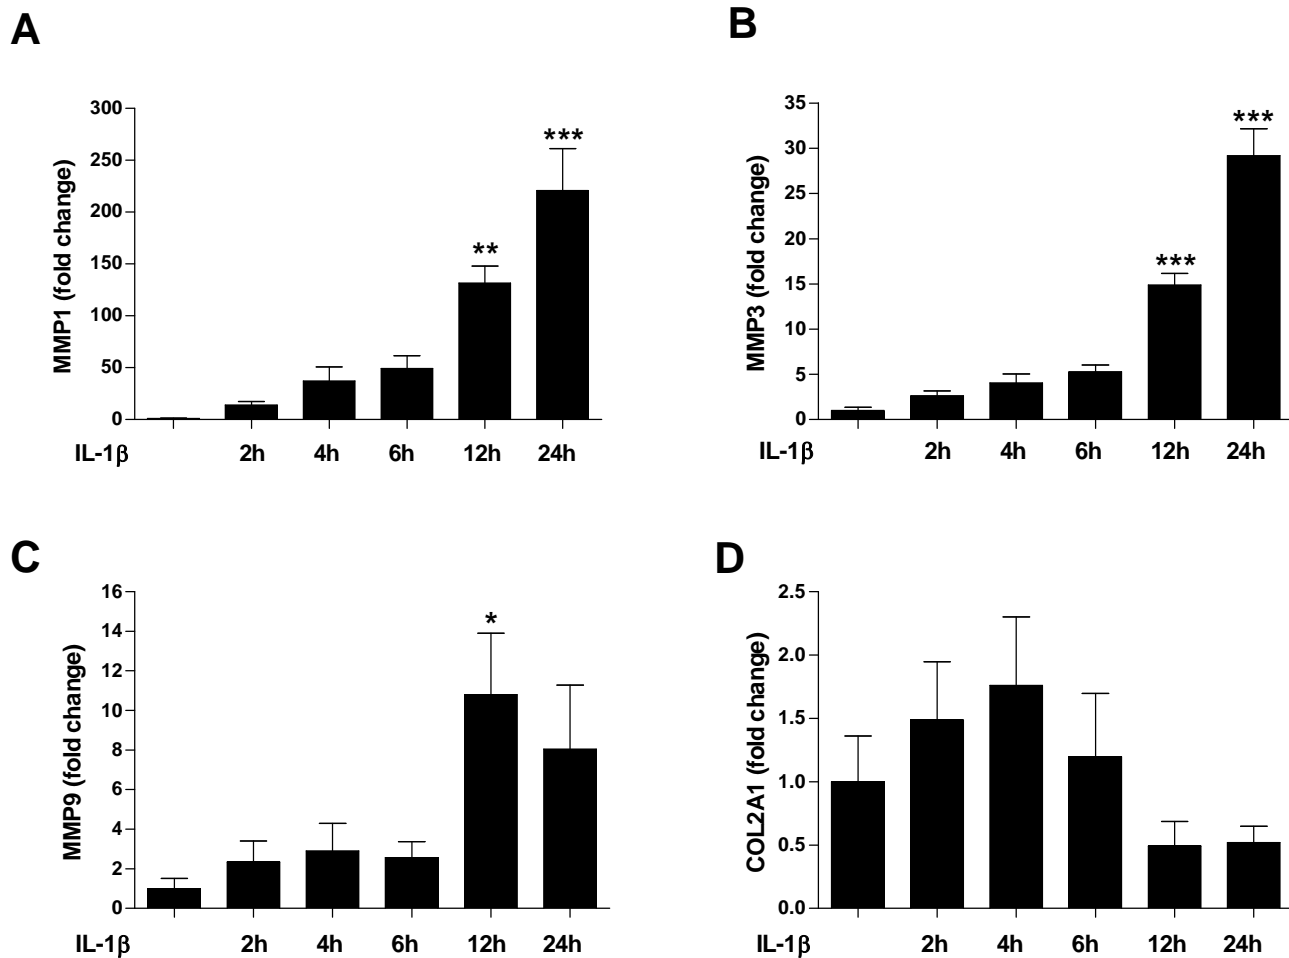 A
MMP1 (fold change)
300
250
200
150
100
50
0
**
***
IL-1β 2h 4h 6h 12h 24h
B
MMP3 (fold change)
35
30
25
20
15
10
5
0
***
***
IL-1β 2h 4h 6h 12h 24h
C
MMP9 (fold change)
16
14
12
10
8
6
4
2
0
*
IL-1β 2h 4h 6h 12h 24h
D
COL2A1 (fold change)
2.5
2.0
1.5
1.0
0.5
0.0
IL-1β 2h 4h 6h 12h 24h